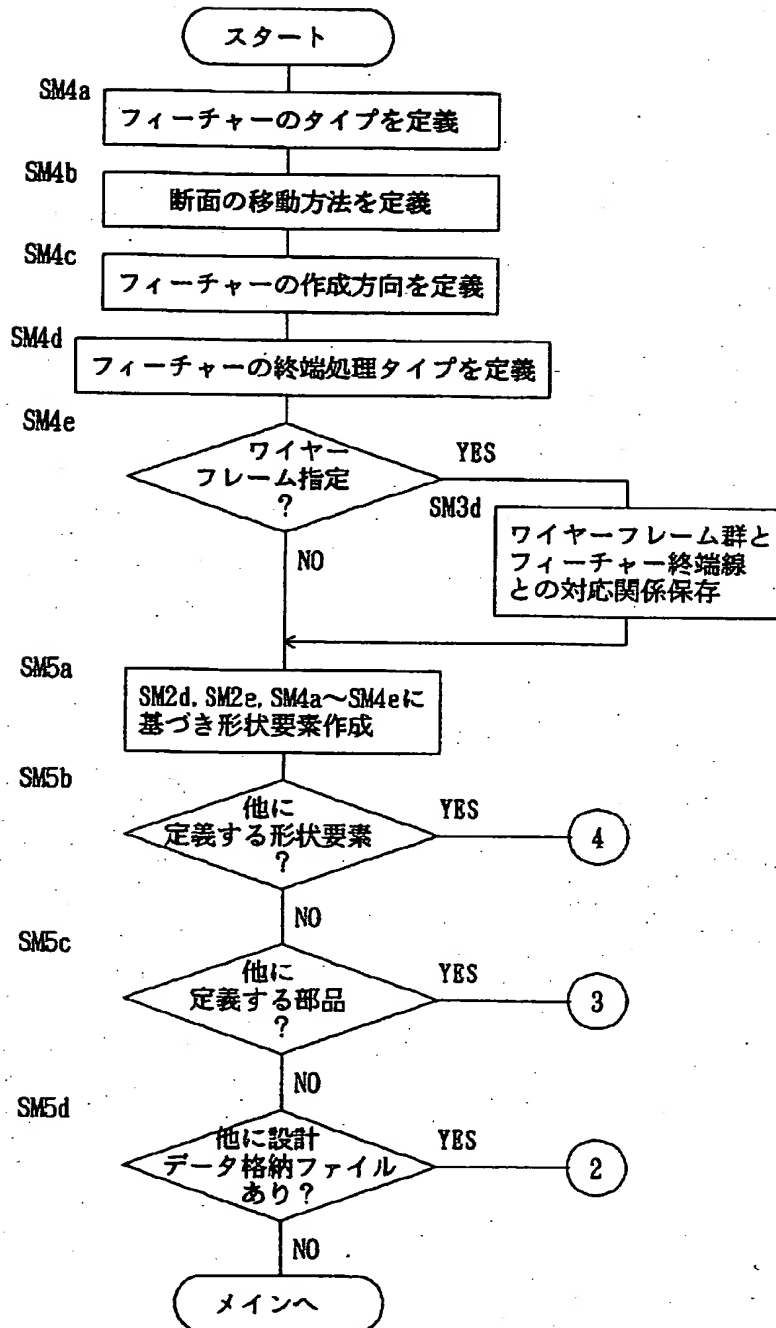 スタート
SM4a
フィーチャーのタイプを定義
SM4b
断面の移動方法を定義
SM4c
フィーチャーの作成方向を定義
SM4d
フィーチャーの終端処理タイプを定義
SM4e
ワイヤー
フレーム指定
?
YES
SM3d
ワイヤーフレーム群と
フィーチャー終端線
との対応関係保存
NO
SM5a
SM2d, SM2e, SM4a～SM4eに
基づき形状要素作成
SM5b
他に
定義する形状要素
?
YES
4
NO
SM5c
他に
定義する部品
?
YES
3
NO
SM5d
他に設計
データ格納ファイル
あり?
YES
2
NO
メインへ